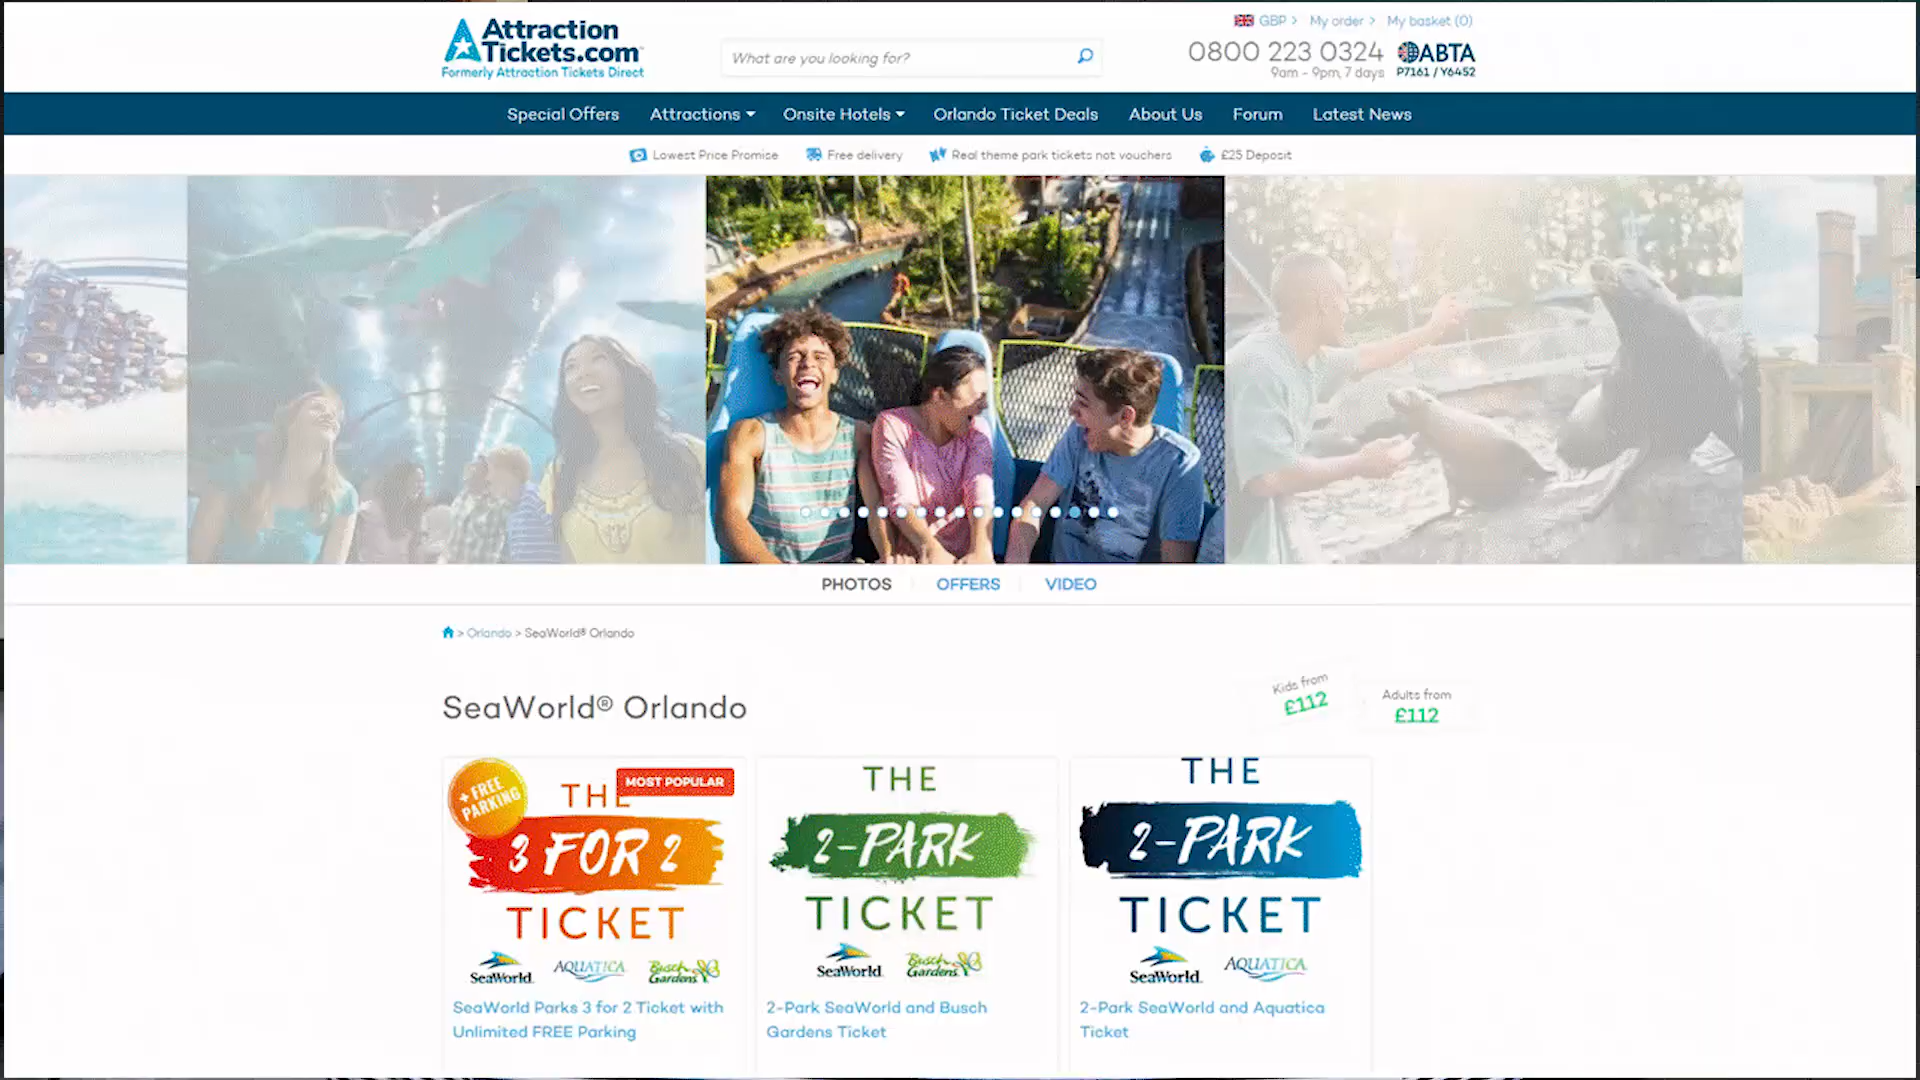 Attraction
Tickets.com
Formerly Attraction Tickets Direct
What are you looking for?
GBP > My order > My basket (0)
0800 223 0324
9am - 9pm, 7 days
ABTA
P7161 / Y6452
Special Offers Attractions Onsite Hotels Orlando Ticket Deals About Us Forum Latest News
Lowest Price Promise Free delivery Real theme park tickets not vouchers £25 Deposit
PHOTOS OFFERS VIDEO
> Orlando > SeaWorld® Orlando
SeaWorld® Orlando
Kids from
£112
Adults from
£112
+ FREE
PARKING
MOST POPULAR
THE
3 FOR 2
TICKET
SeaWorld. AQUATICA Busch
Gardens
SeaWorld Parks 3 for 2 Ticket with
Unlimited FREE Parking
THE
2-PARK
TICKET
SeaWorld. Busch
Gardens
2-Park SeaWorld and Busch
Gardens Ticket
THE
2-PARK
TICKET
SeaWorld. AQUATICA
2-Park SeaWorld and Aquatica
Ticket